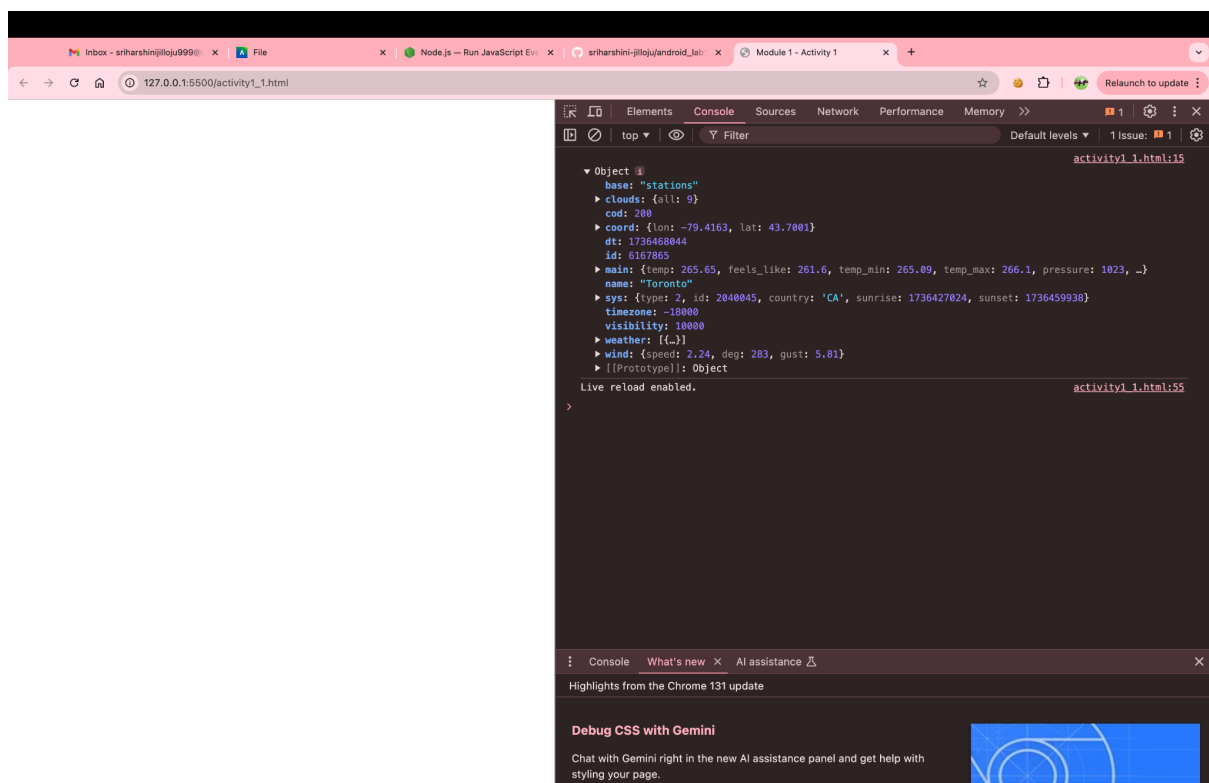 Inbox - sriharshinijilloju999@
File
Node.js — Run JavaScript Eve
sriharshini-jilloju/android_lab1
Module 1 - Activity 1
127.0.0.1:5500/activity1_1.html
Relaunch to update
Elements Console Sources Network Performance Memory 1
top Filter Default levels 1 Issue: 1
activity1_1.html:15
▼ Object i
base: "stations"
▶ clouds: {all: 9}
cod: 200
▶ coord: {lon: -79.4163, lat: 43.7001}
dt: 1736468044
id: 6167865
▶ main: {temp: 265.65, feels_like: 261.6, temp_min: 265.09, temp_max: 266.1, pressure: 1023, …}
name: "Toronto"
▶ sys: {type: 2, id: 2040045, country: 'CA', sunrise: 1736427024, sunset: 1736459938}
timezone: -18000
visibility: 10000
▶ weather: [{…}]
▶ wind: {speed: 2.24, deg: 283, gust: 5.81}
▶ [[Prototype]]: Object
Live reload enabled. activity1_1.html:55
>
Console What's new AI assistance
Highlights from the Chrome 131 update
Debug CSS with Gemini
Chat with Gemini right in the new AI assistance panel and get help with
styling your page.